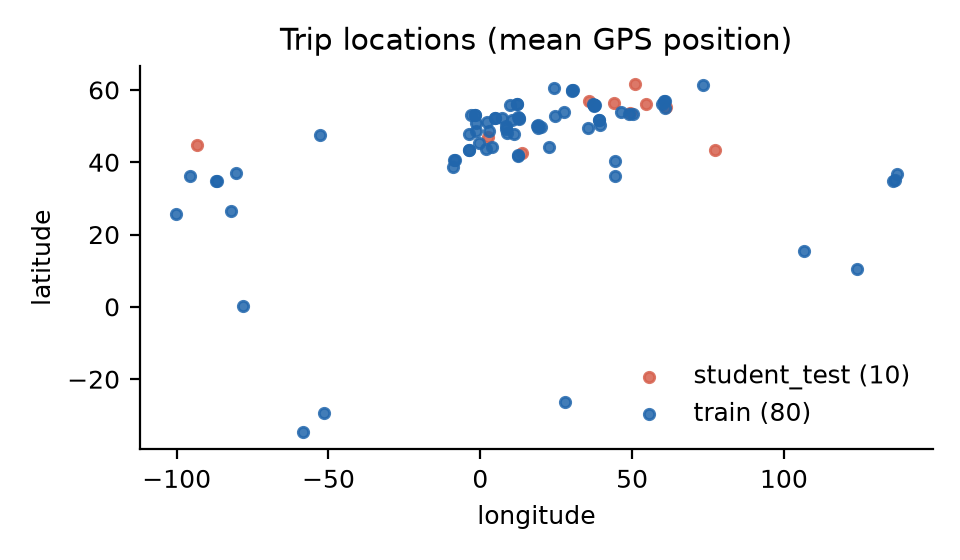 Trip locations (mean GPS position)
60
40
20
0
−20
latitude
−100
−50
0
50
100
longitude
student_test (10)
train (80)